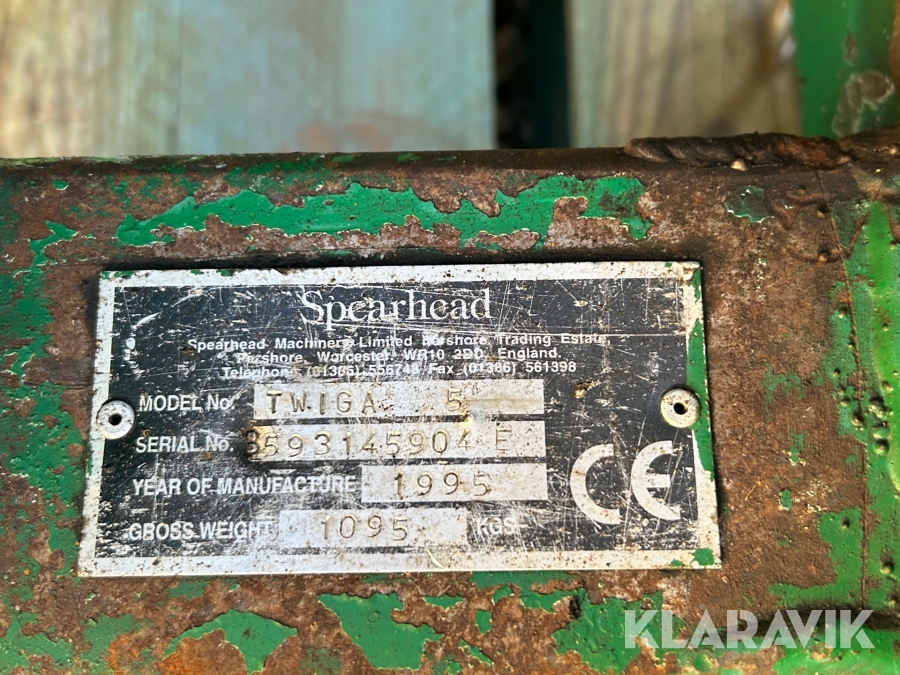 Spearhead
Spearhead Machinery Limited Pershore Trading Estate,
Pershore, Worcester, WR10 2DD, England.
Telephone (01386) 556748 Fax (01386) 561398
MODEL No. TWIGA 5
SERIAL No. 8593145904 E
YEAR OF MANUFACTURE 1995
GROSS WEIGHT 1095 KGS
CE
KLARAVIK